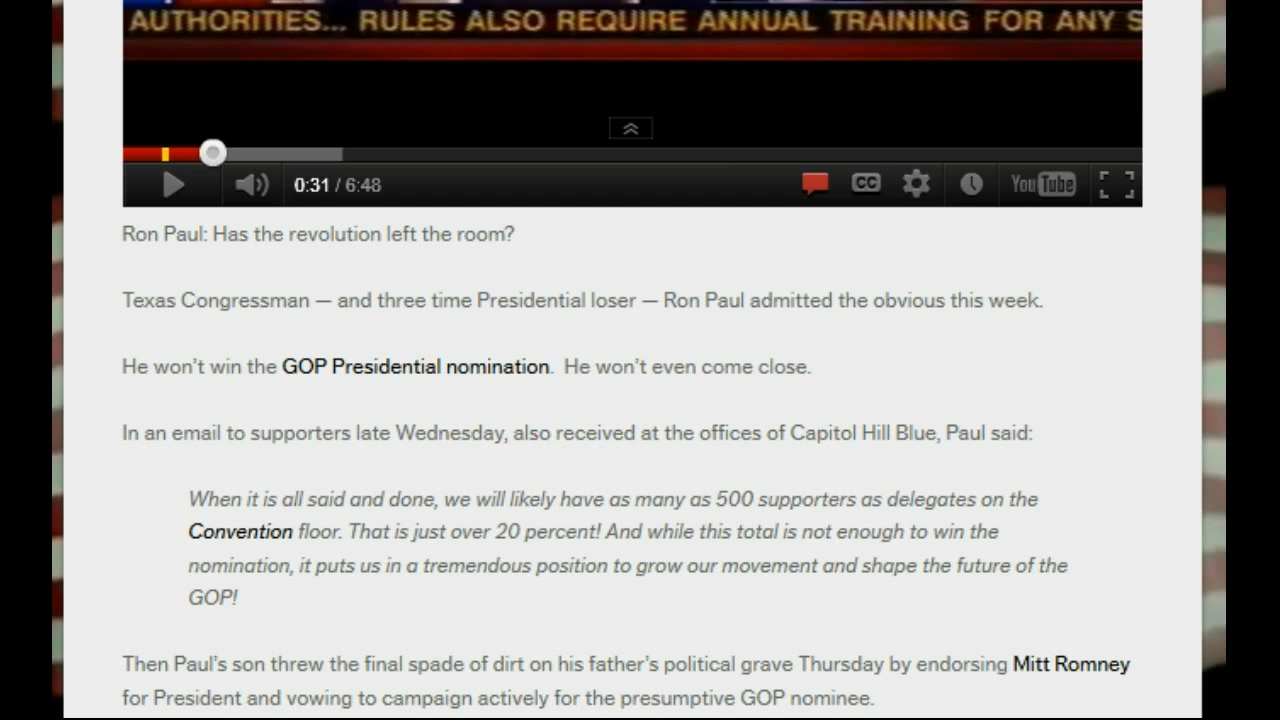 AUTHORITIES... RULES ALSO REQUIRE ANNUAL TRAINING FOR ANY S
0:31 / 6:48
CC
YouTube
Ron Paul: Has the revolution left the room?
Texas Congressman — and three time Presidential loser — Ron Paul admitted the obvious this week.
He won't win the GOP Presidential nomination.  He won't even come close.
In an email to supporters late Wednesday, also received at the offices of Capitol Hill Blue, Paul said:
When it is all said and done, we will likely have as many as 500 supporters as delegates on the
Convention floor. That is just over 20 percent! And while this total is not enough to win the
nomination, it puts us in a tremendous position to grow our movement and shape the future of the
GOP!
Then Paul's son threw the final spade of dirt on his father's political grave Thursday by endorsing Mitt Romney
for President and vowing to campaign actively for the presumptive GOP nominee.